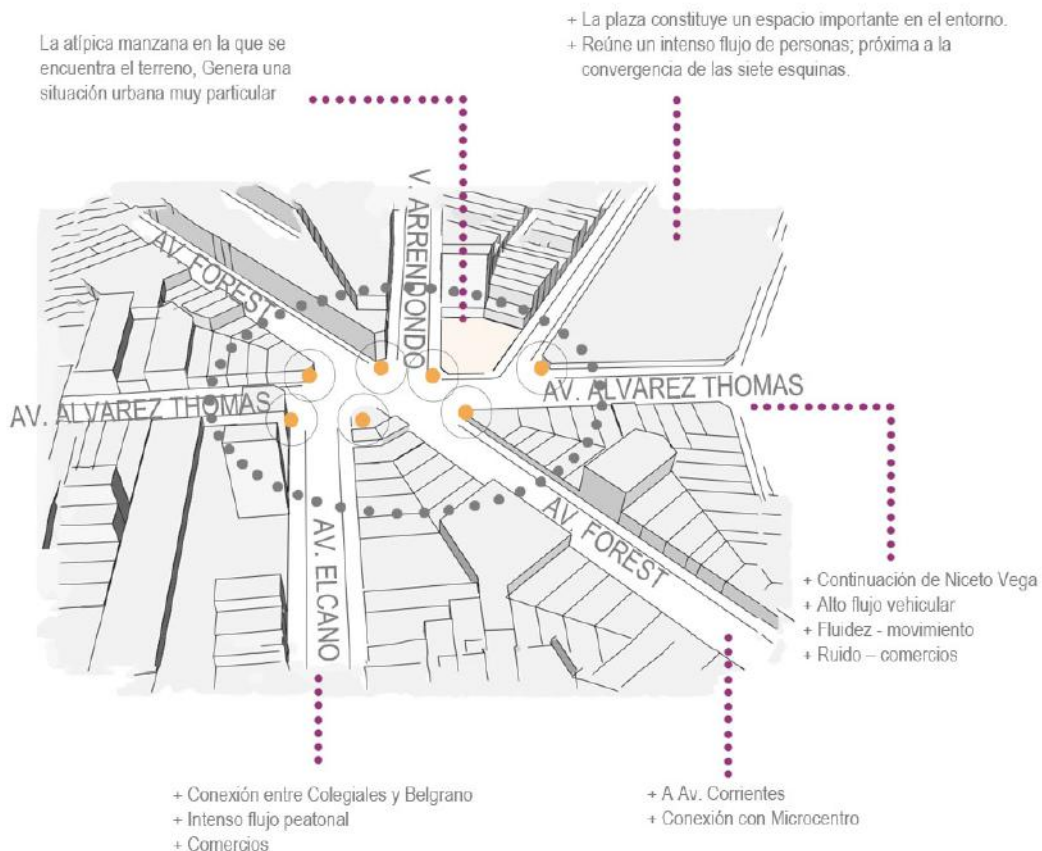 + La plaza constituye un espacio importante en el entorno.
+ Reúne un intenso flujo de personas; próxima a la
convergencia de las siete esquinas.
La atípica manzana en la que se
encuentra el terreno, Genera una
situación urbana muy particular
V. ARRENDONDO
AV. FOREST
AV. ALVAREZ THOMAS
AV. ALVAREZ THOMAS
AV. FOREST
AV. ELCANO
+ Continuación de Niceto Vega
+ Alto flujo vehicular
+ Fluidez - movimiento
+ Ruido – comercios
+ Conexión entre Colegiales y Belgrano
+ Intenso flujo peatonal
+ Comercios
+ A Av. Corrientes
+ Conexión con Microcentro